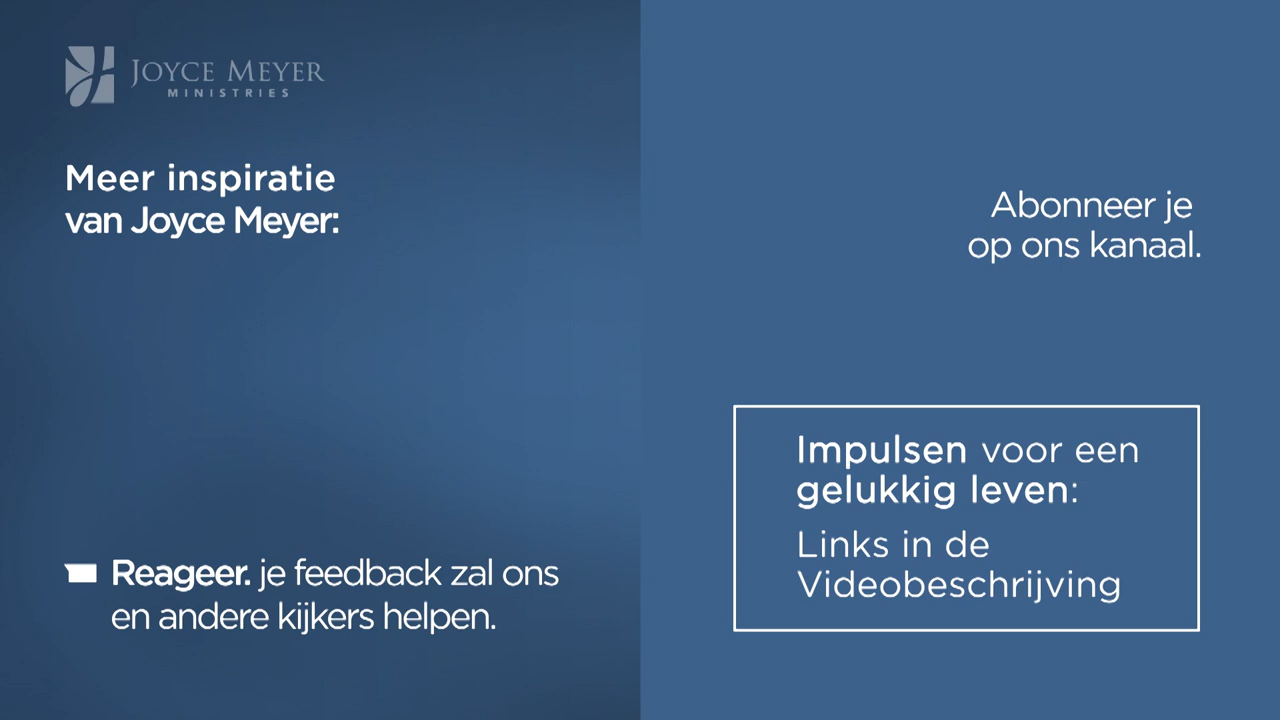 JOYCE MEYER
MINISTRIES
Meer inspiratie
van Joyce Meyer:
Abonneer je
op ons kanaal.
Impulsen voor een
gelukkig leven:
Links in de
Videobeschrijving
Reageer. je feedback zal ons
en andere kijkers helpen.